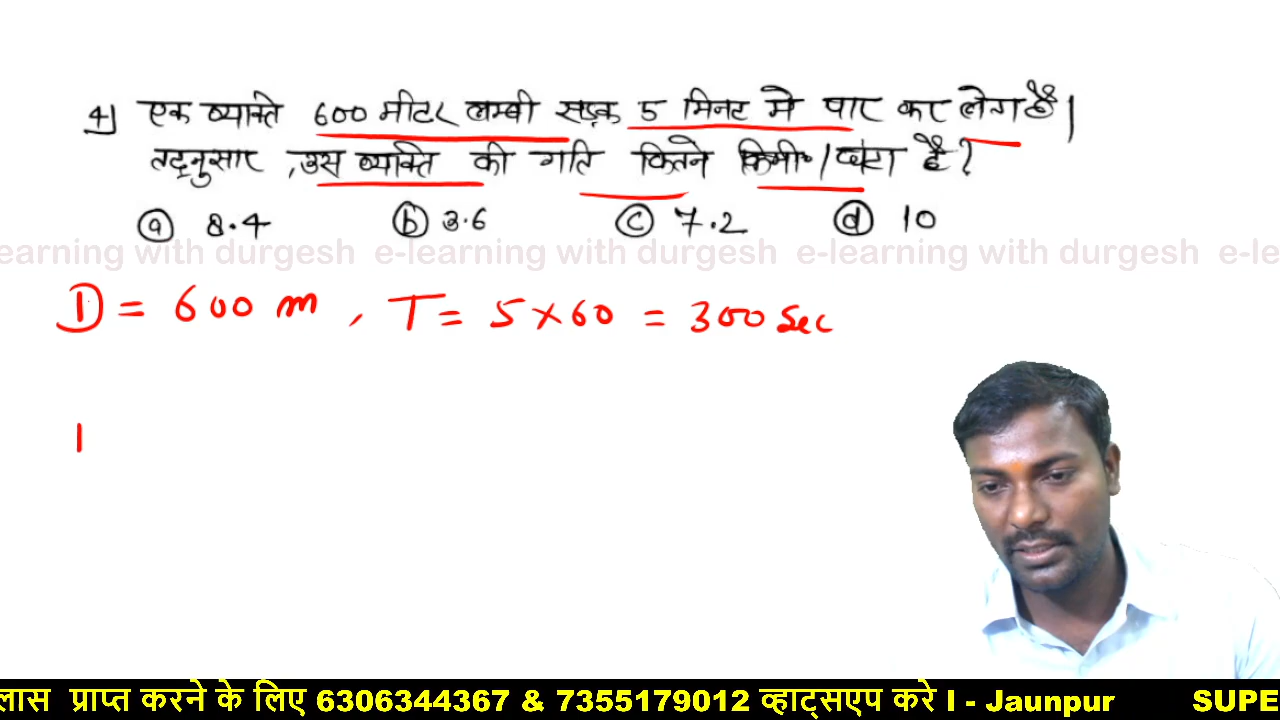 4) एक व्यक्ति 600 मीटर लम्बी सड़क 5 मिनट मे पार कर लेता है।
तद्नुसार, उस व्यक्ति की गति कितने किमी०/घंटा है?
(a) 8.4 (b) 3.6 (c) 7.2 (d) 10
e-learning with durgesh e-learning with durgesh e-learning with durgesh e-le
D = 600 m, T = 5 × 60 = 300 Sec
लास प्राप्त करने के लिए 6306344367 & 7355179012 व्हाट्सएप करे I - Jaunpur SUPE